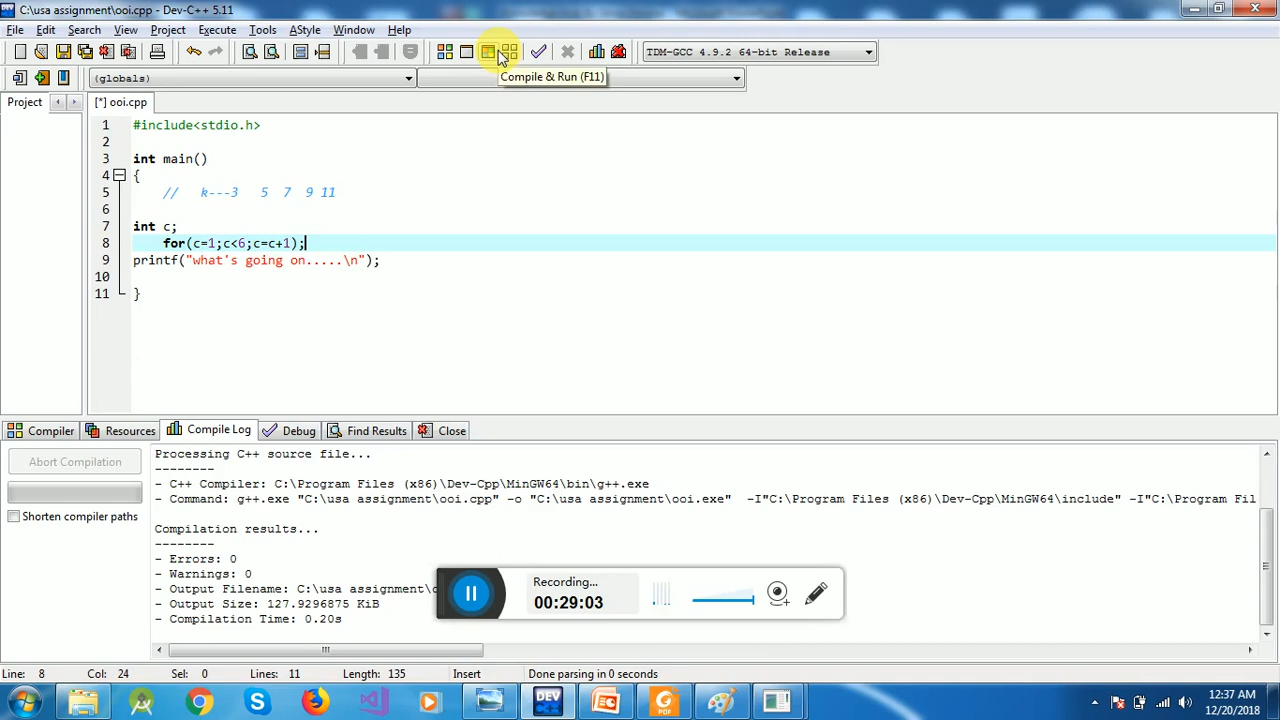 C:\usa assignment\ooi.cpp - Dev-C++ 5.11
File Edit Search View Project Execute Tools AStyle Window Help
TDM-GCC 4.9.2 64-bit Release
(globals)
Compile & Run (F11)
Project
[*] ooi.cpp
1 #include<stdio.h>
2
3 int main()
4 {
5 // k---3 5 7 9 11
6
7 int c;
8 for(c=1;c<6;c=c+1);
9 printf("what's going on.....\n");
10
11 }
Compiler Resources Compile Log Debug Find Results Close
Abort Compilation
Shorten compiler paths
Processing C++ source file...
--------
- C++ Compiler: C:\Program Files (x86)\Dev-Cpp\MinGW64\bin\g++.exe
- Command: g++.exe "C:\usa assignment\ooi.cpp" -o "C:\usa assignment\ooi.exe" -I"C:\Program Files (x86)\Dev-Cpp\MinGW64\include" -I"C:\Program Fil
Compilation results...
--------
- Errors: 0
- Warnings: 0
- Output Filename: C:\usa assignment\
- Output Size: 127.9296875 KiB
- Compilation Time: 0.20s
Recording...
00:29:03
Line: 8 Col: 24 Sel: 0 Lines: 11 Length: 135 Insert Done parsing in 0 seconds
DEV C++
PDF
12:37 AM
12/20/2018